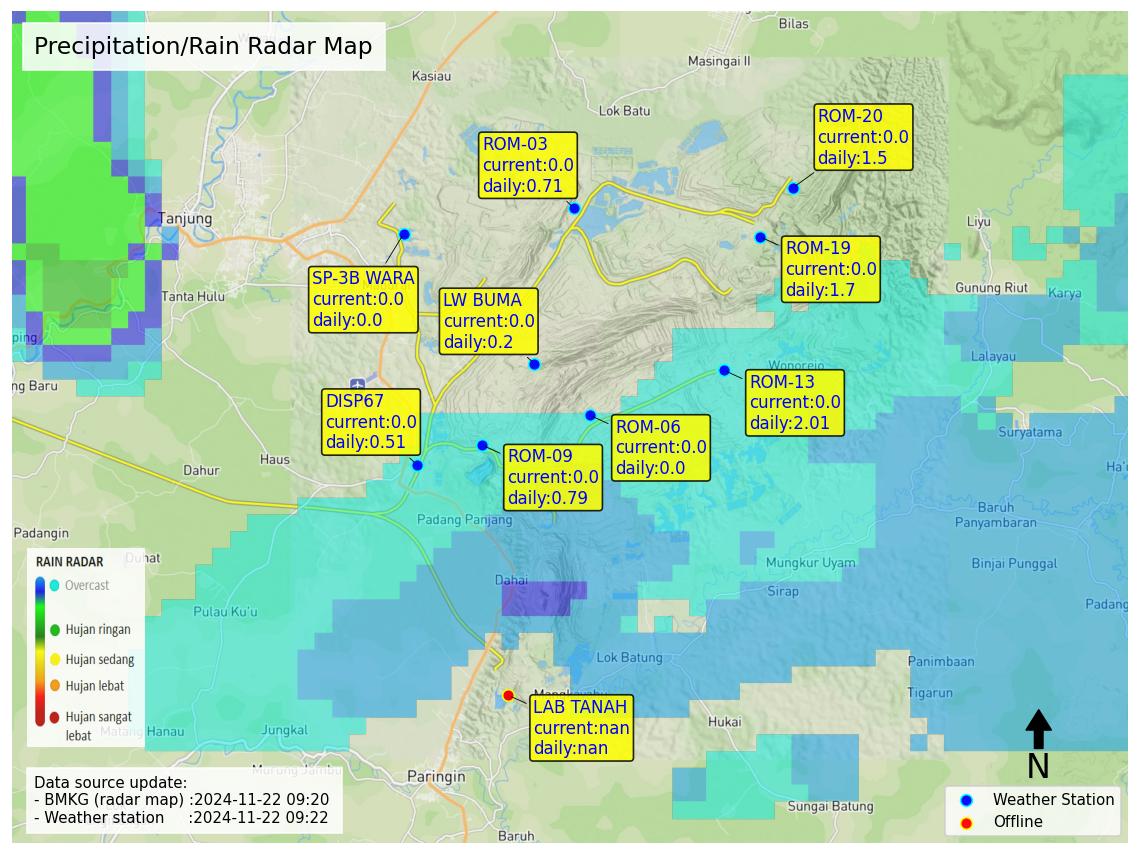 Precipitation/Rain Radar Map
Bilas
Masingai II
Kasiau
Lok Batu
ROM-20
current:0.0
daily:1.5
ROM-03
current:0.0
daily:0.71
Tanjung
Liyu
ROM-19
current:0.0
daily:1.7
SP-3B WARA
current:0.0
daily:0.0
Tanta Hulu
Gunung Riut
Karya
LW BUMA
current:0.0
daily:0.2
ping
Lalayau
Wonorejo
ng Baru
ROM-13
current:0.0
daily:2.01
DISP67
current:0.0
daily:0.51
ROM-06
current:0.0
daily:0.0
Suryatama
Haus
Dahur
ROM-09
current:0.0
daily:0.79
Ha'u
Baruh
Panyambaran
Padang Panjang
Padangin
Duhat
Mungkur Uyam
Binjai Punggal
Dahai
Sirap
Padang
Pulau Ku'u
RAIN RADAR
Overcast
Hujan ringan
Hujan sedang
Hujan lebat
Hujan sangat
lebat
Lok Batung
Panimbaan
Tigarun
LAB TANAH
current:nan
daily:nan
Hukai
Matang Hanau
Jungkal
Murung Jambu
Paringin
Sungai Batung
Baruh
N
Data source update:
- BMKG (radar map) :2024-11-22 09:20
- Weather station :2024-11-22 09:22
Weather Station
Offline